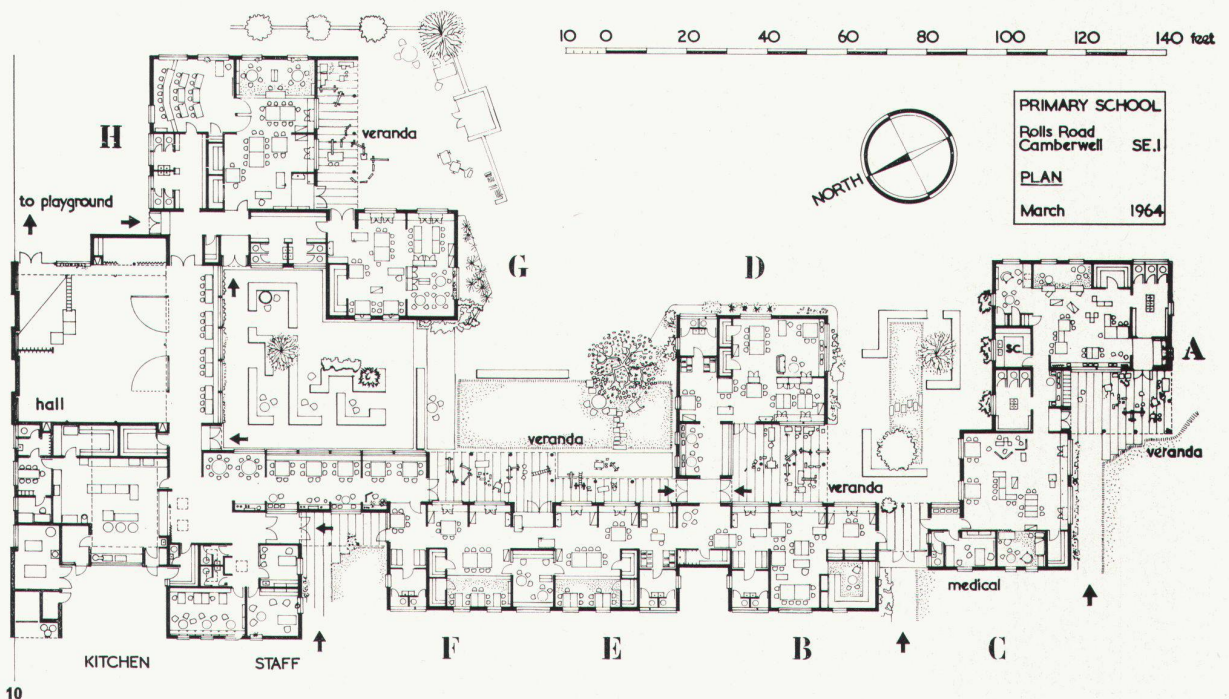 10 0 20 40 60 80 100 120 140 feet
PRIMARY SCHOOL
Rolls Road
Camberwell SE.1
PLAN
March 1964
NORTH
H
veranda
to playground
G
D
A
S.C.
hall
veranda
veranda
veranda
medical
F
E
B
C
KITCHEN
STAFF
10